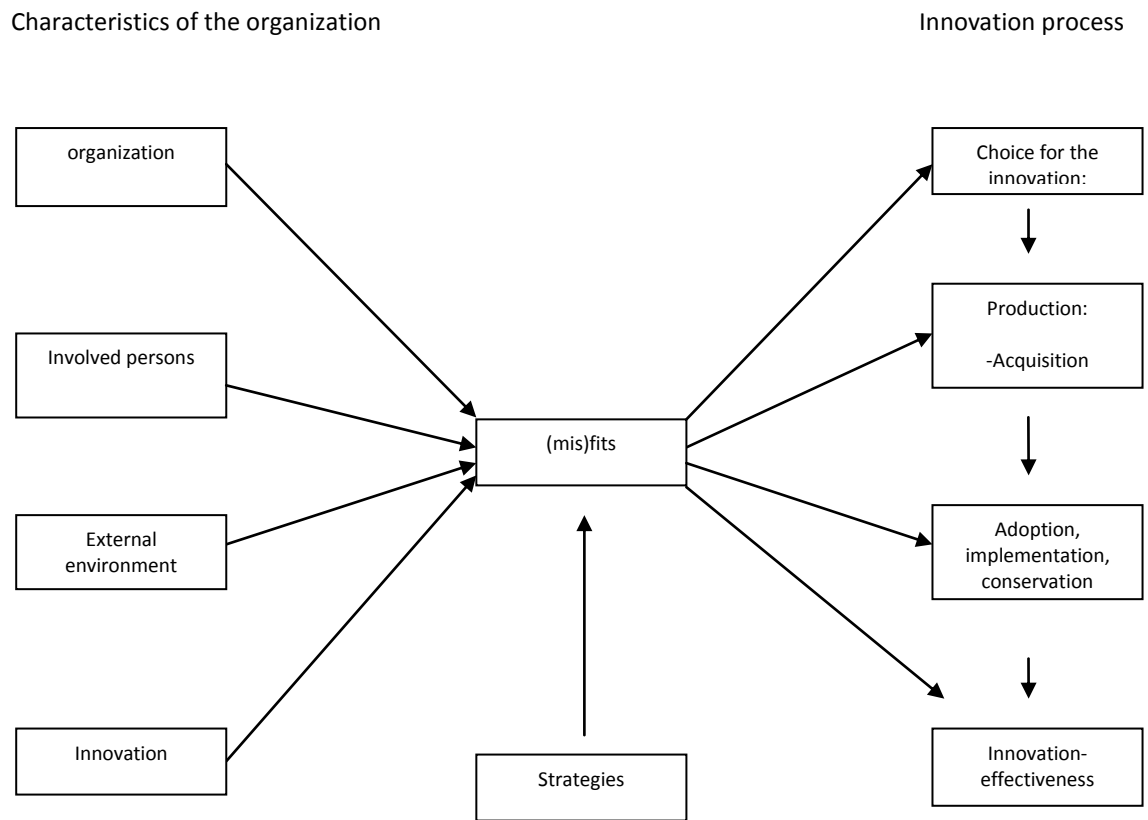 Characteristics of the organization
Innovation process
organization
Choice for the
innovation:
Production:
-Acquisition
Involved persons
(mis)fits
External
environment
Adoption,
implementation,
conservation
Innovation
Strategies
Innovation-
effectiveness